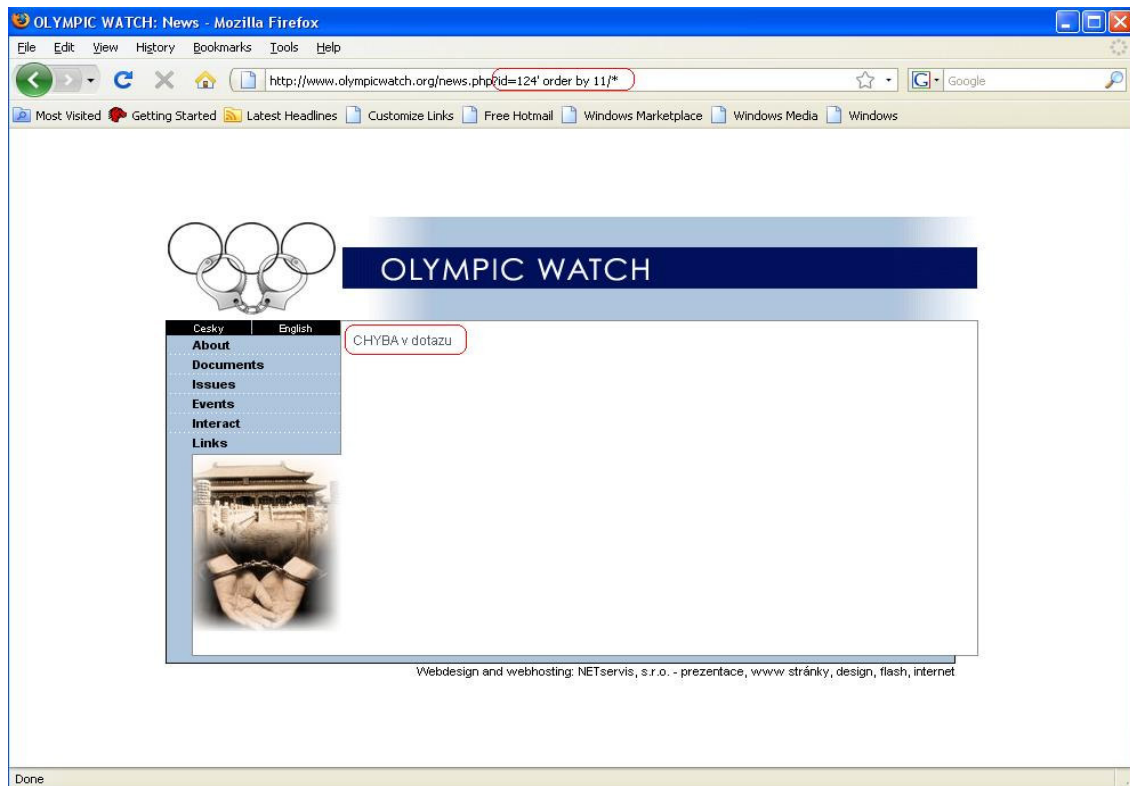 OLYMPIC WATCH: News - Mozilla Firefox
File Edit View History Bookmarks Tools Help
http://www.olympicwatch.org/news.php?id=124' order by 11/*
G Google
Most Visited Getting Started Latest Headlines Customize Links Free Hotmail Windows Marketplace Windows Media Windows
OLYMPIC WATCH
Cesky English
CHYBA v dotazu
About
Documents
Issues
Events
Interact
Links
Webdesign and webhosting: NETservis, s.r.o. - prezentace, www stránky, design, flash, internet
Done